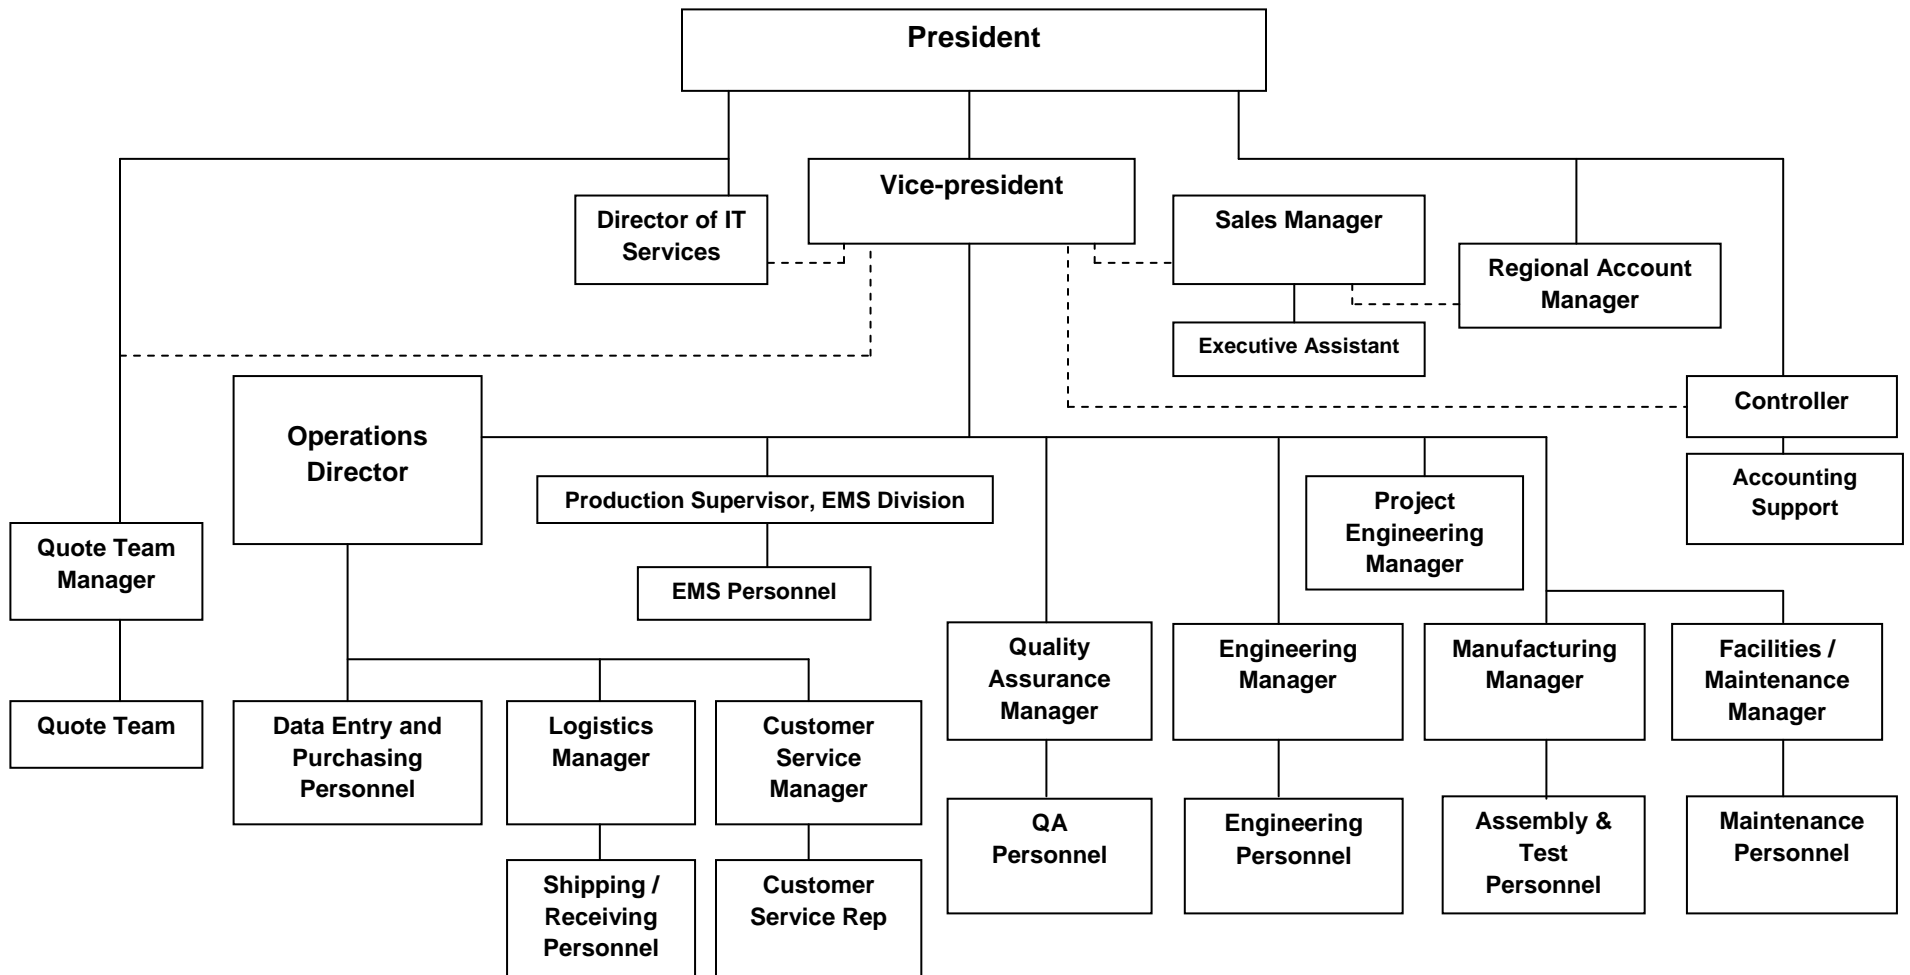 President
Vice-president
Director of IT
Services
Sales Manager
Regional Account
Manager
Executive Assistant
Controller
Accounting
Support
Operations
Director
Production Supervisor, EMS Division
EMS Personnel
Project
Engineering
Manager
Quote Team
Manager
Quote Team
Data Entry and
Purchasing
Personnel
Logistics
Manager
Customer
Service
Manager
Quality
Assurance
Manager
Engineering
Manager
Manufacturing
Manager
Facilities /
Maintenance
Manager
Shipping /
Receiving
Personnel
Customer
Service Rep
QA
Personnel
Engineering
Personnel
Assembly &
Test
Personnel
Maintenance
Personnel